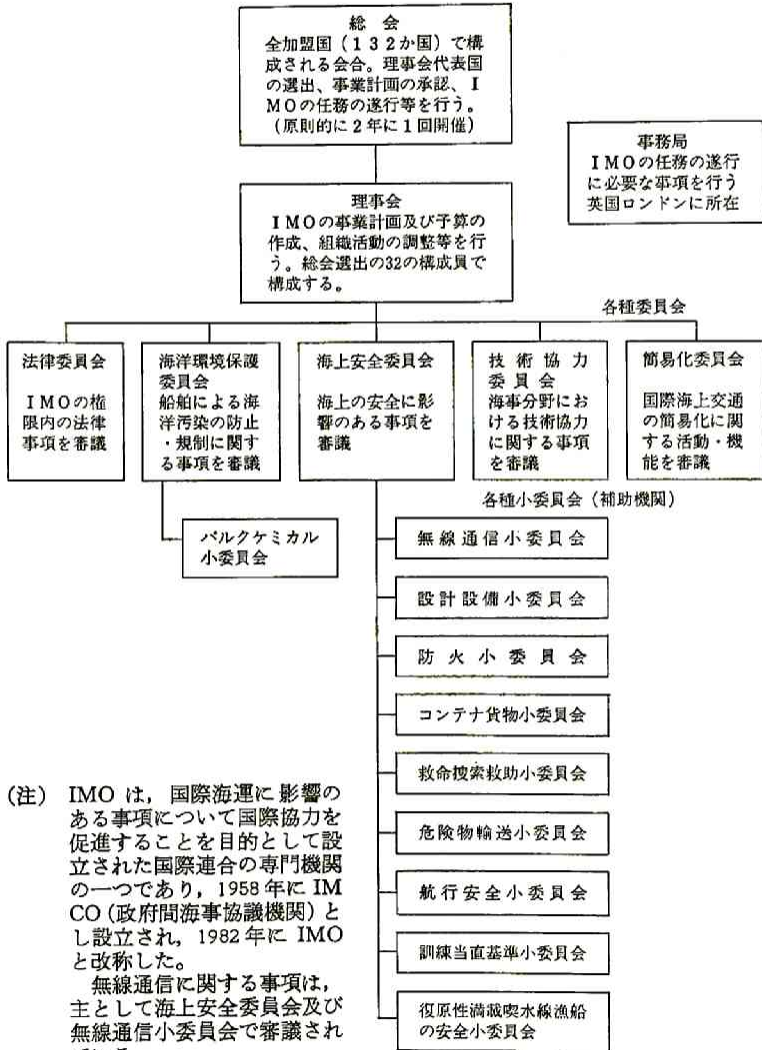 総会
全加盟国（132か国）で構
成される会合。理事会代表国
の選出、事業計画の承認、I
MOの任務の遂行等を行う。
（原則的に2年に1回開催）
事務局
IMOの任務の遂行
に必要な事項を行う
英国ロンドンに所在
理事会
IMOの事業計画及び予算の
作成、組織活動の調整等を行
う。総会選出の32の構成員で
構成する。
各種委員会
法律委員会
IMOの権
限内の法律
事項を審議
海洋環境保護
委員会
船舶による海
洋汚染の防止
・規制に関す
る事項を審議
海上安全委員会
海上の安全に影
響のある事項を
審議
技術協力
委員会
海事分野にお
ける技術協力
に関する事項
を審議
簡易化委員会
国際海上交通
の簡易化に関
する活動・機
能を審議
各種小委員会（補助機関）
バルクケミカル
小委員会
無線通信小委員会
設計設備小委員会
防火小委員会
コンテナ貨物小委員会
救命捜索救助小委員会
危険物輸送小委員会
航行安全小委員会
訓練当直基準小委員会
復原性満載喫水線漁船
の安全小委員会
（注） IMO は，国際海運に影響の
ある事項について国際協力を
促進することを目的として設
立された国際連合の専門機関
の一つであり，1958年に IM
CO（政府間海事協議機関）と
し設立され，1982年に IMO
と改称した。
無線通信に関する事項は，
主として海上安全委員会及び
無線通信小委員会で審議され